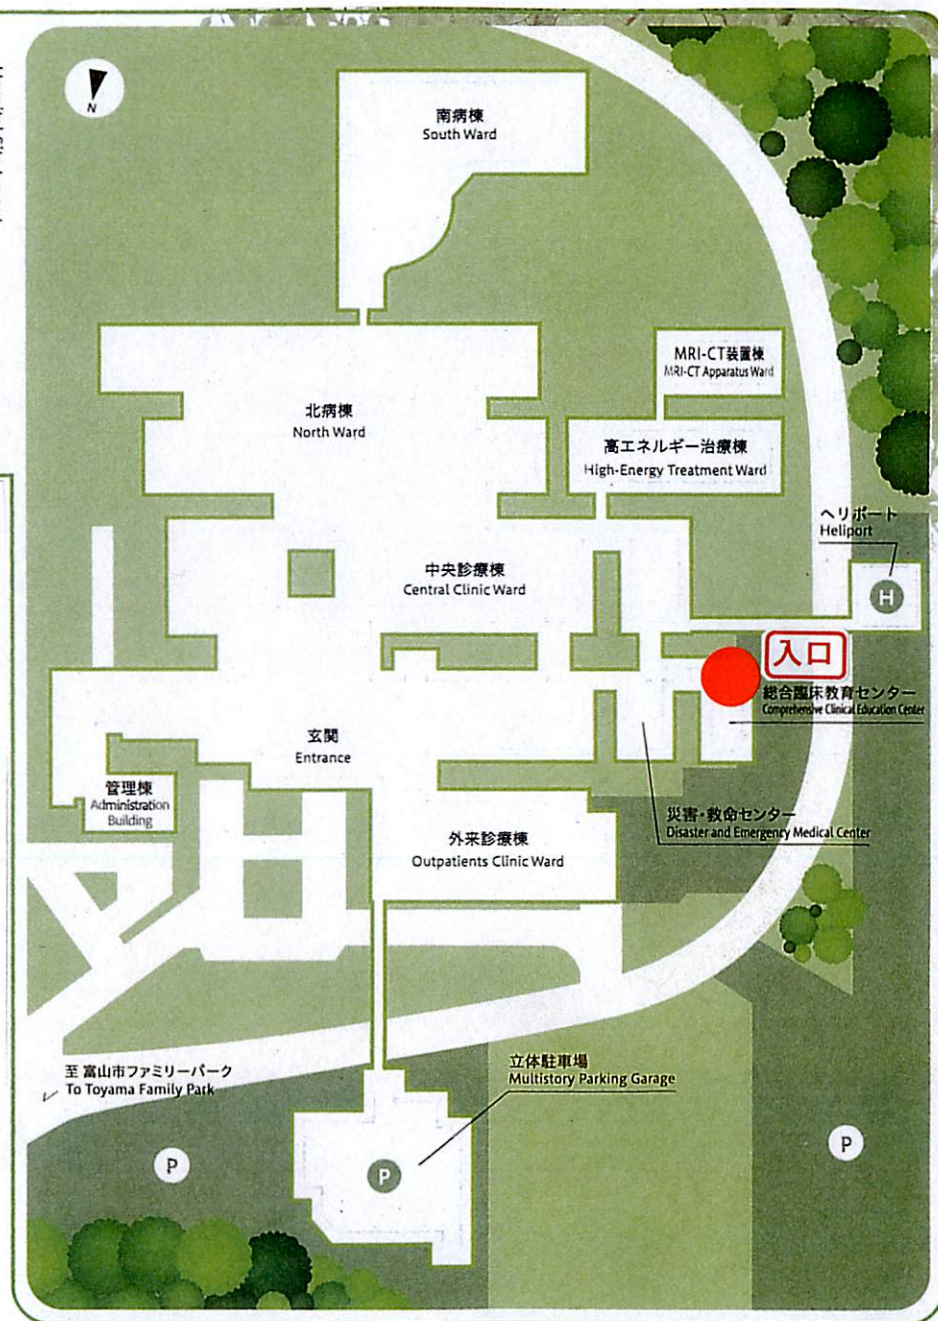 N
南病棟
South Ward
MRI-CT装置棟
MRI-CT Apparatus Ward
北病棟
North Ward
高エネルギー治療棟
High-Energy Treatment Ward
ヘリポート
Heliport
H
中央診療棟
Central Clinic Ward
入口
総合臨床教育センター
Comprehensive Clinical Education Center
玄関
Entrance
管理棟
Administration
Building
災害・救命センター
Disaster and Emergency Medical Center
外来診療棟
Outpatients Clinic Ward
至 富山市ファミリーパーク
To Toyama Family Park
立体駐車場
Multistory Parking Garage
P
P
P